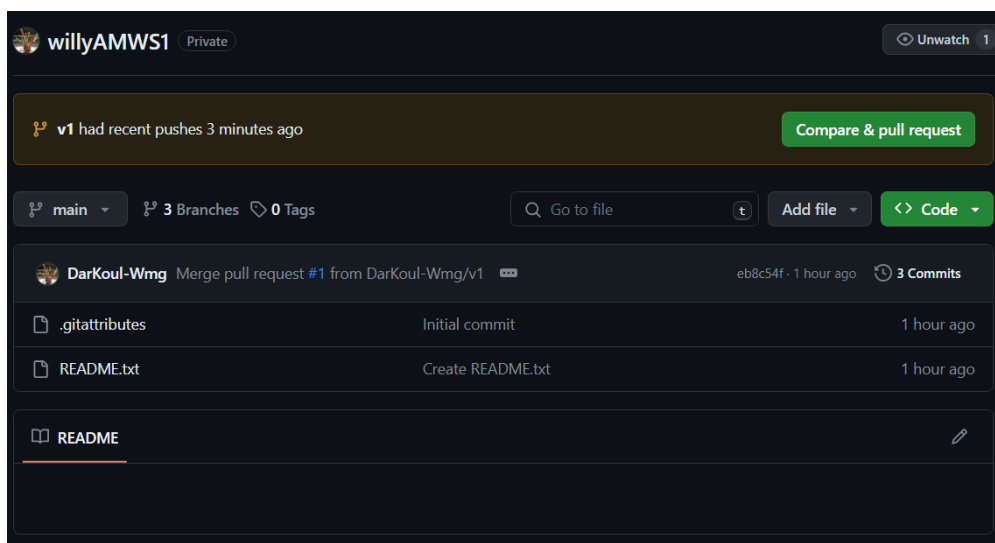 willyAMWS1 Private Unwatch 1
v1 had recent pushes 3 minutes ago Compare & pull request
main 3 Branches 0 Tags Go to file t Add file <> Code
DarKoul-Wmg Merge pull request #1 from DarKoul-Wmg/v1 ... eb8c54f · 1 hour ago 3 Commits
.gitattributes Initial commit 1 hour ago
README.txt Create README.txt 1 hour ago
README